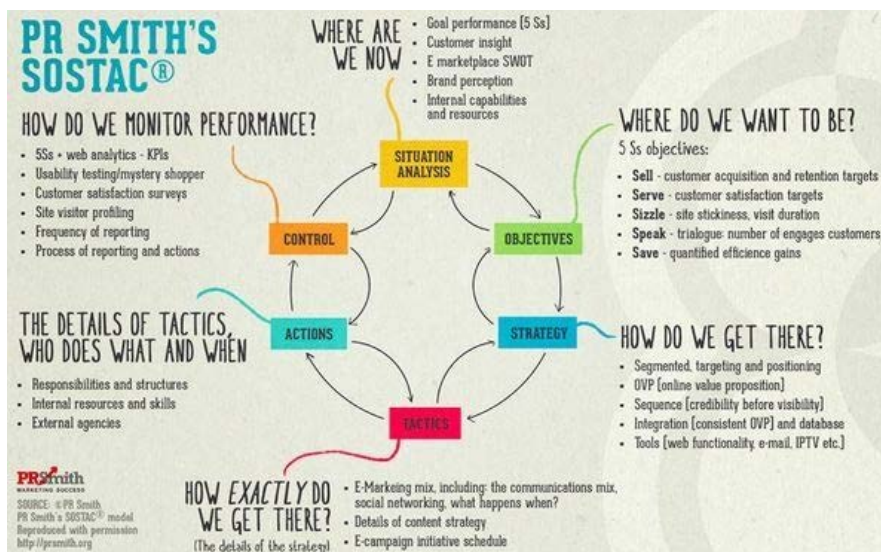 PR SMITH'S
SOSTAC®
WHERE ARE
WE NOW
• Goal performance [5 Ss]
• Customer insight
• E marketplace SWOT
• Brand perception
• Internal capabilities
and resources
HOW DO WE MONITOR PERFORMANCE?
• 5Ss + web analytics - KPIs
• Usability testing/mystery shopper
• Customer satisfaction surveys
• Site visitor profiling
• Frequency of reporting
• Process of reporting and actions
WHERE DO WE WANT TO BE?
5 Ss objectives:
• Sell - customer acquisition and retention targets
• Serve - customer satisfaction targets
• Sizzle - site stickiness, visit duration
• Speak - trialogue: number of engages customers
• Save - quantified efficience gains
SITUATION
ANALYSIS
CONTROL
OBJECTIVES
ACTIONS
STRATEGY
TACTICS
THE DETAILS OF TACTICS,
WHO DOES WHAT AND WHEN
• Responsibilities and structures
• Internal resources and skills
• External agencies
HOW DO WE GET THERE?
• Segmented, targeting and positioning
• OVP [online value proposition]
• Sequence [credibility before visibility]
• Integration [consistent OVP] and database
• Tools [web functionality, e-mail, IPTV etc.]
PRSmith
MARKETING SUCCESS
SOURCE: ©PR Smith
PR Smith's SOSTAC® model
Reproduced with permission
http://prsmith.org
HOW EXACTLY DO
WE GET THERE?
(The details of the strategy)
• E-Markeing mix, including: the communications mix,
social networking, what happens when?
• Details of content strategy
• E-campaign initiative schedule